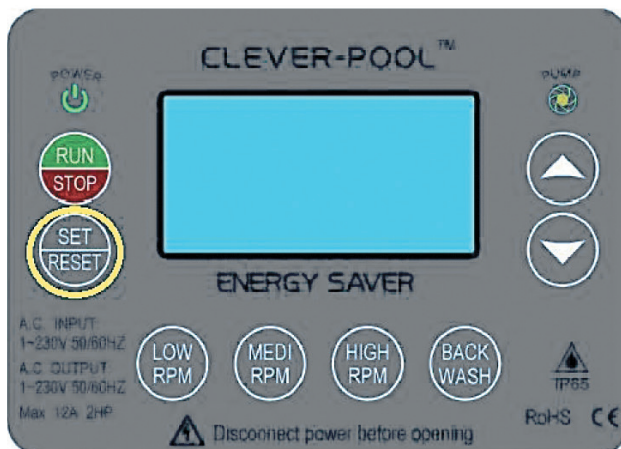 CLEVER-POOL™
POWER
PUMP
RUN
STOP
SET
RESET
ENERGY SAVER
A.C. INPUT:
1~230V 50/60HZ
A.C. OUTPUT:
1~230V 50/60HZ
Max 12A 2HP
LOW
RPM
MEDI
RPM
HIGH
RPM
BACK
WASH
IP65
RoHS CE
Disconnect power before opening